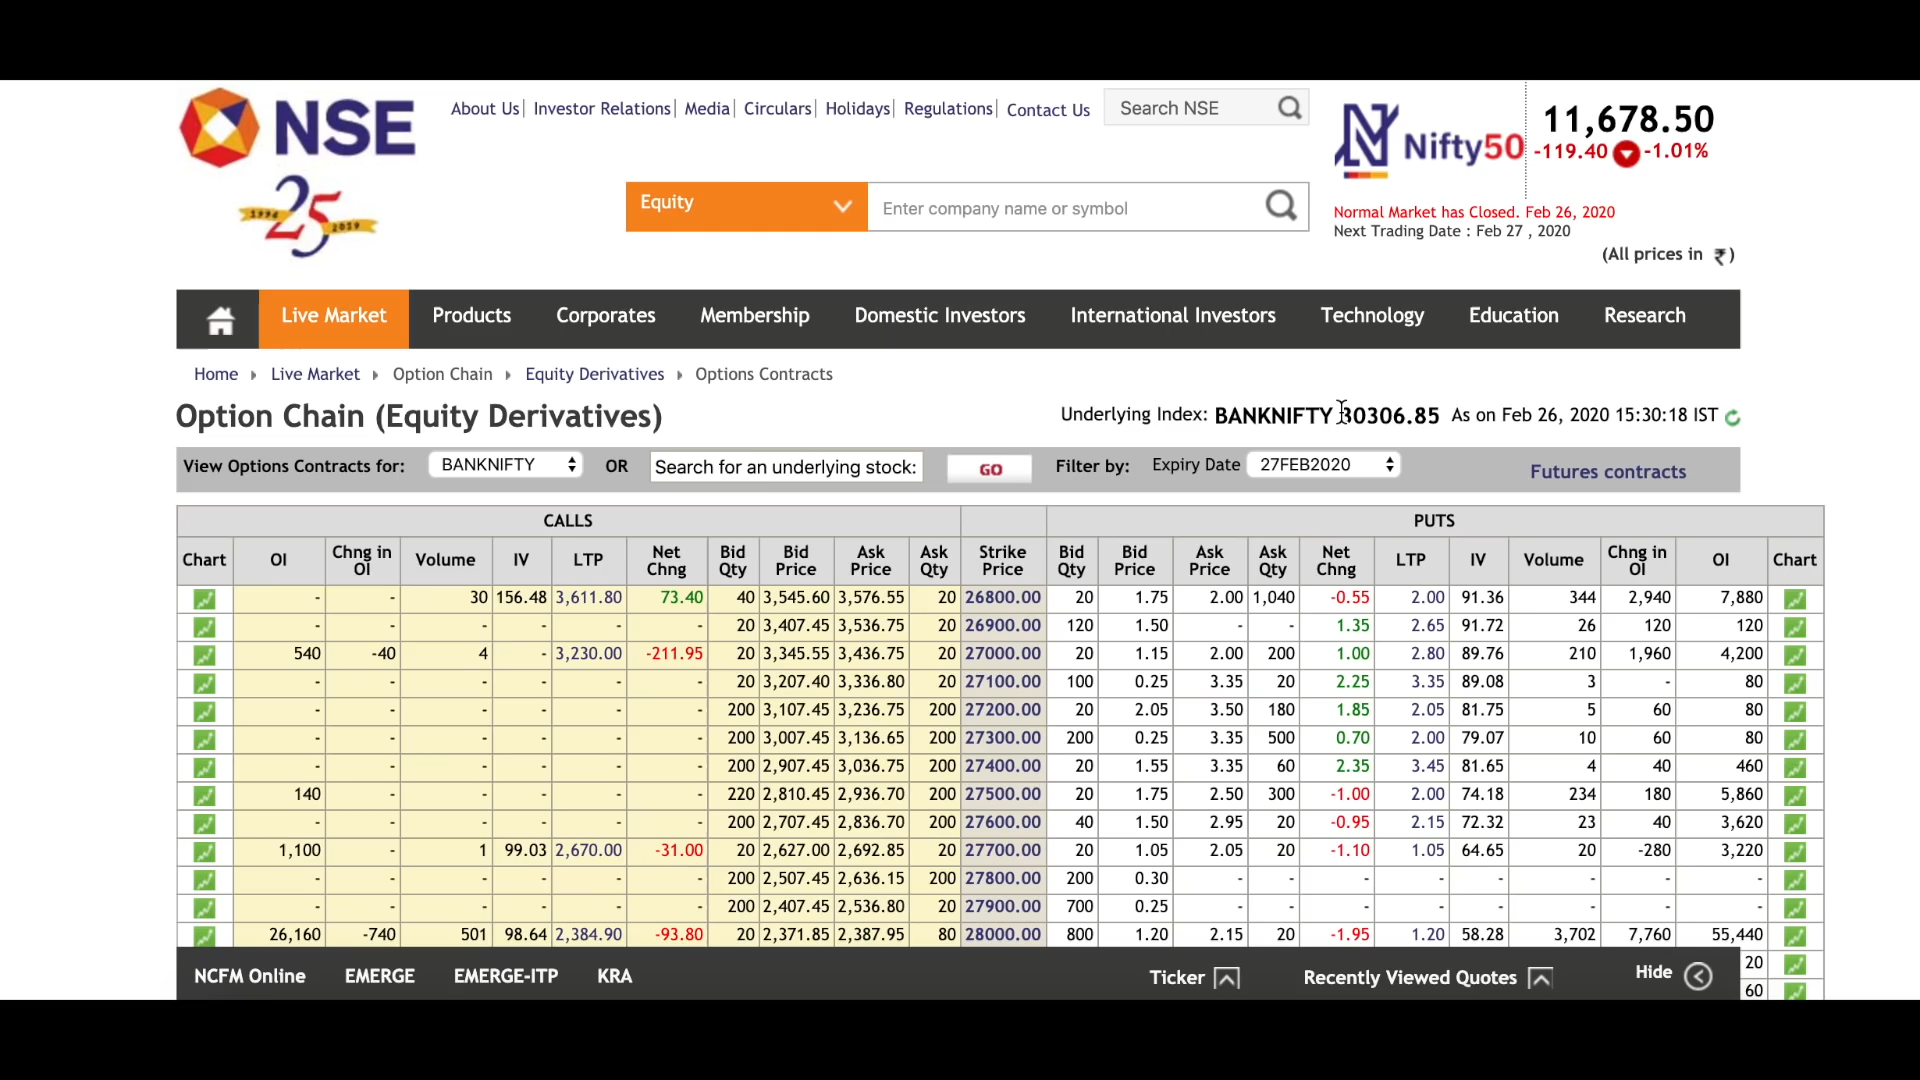 NSE
25
1994 2019
About Us | Investor Relations | Media | Circulars | Holidays | Regulations | Contact Us
Search NSE
Nifty50
11,678.50
-119.40 -1.01%
Equity
Enter company name or symbol
Normal Market has Closed. Feb 26, 2020
Next Trading Date : Feb 27 , 2020
(All prices in ₹)
Live Market Products Corporates Membership Domestic Investors International Investors Technology Education Research
Home Live Market Option Chain Equity Derivatives Options Contracts
Option Chain (Equity Derivatives)
Underlying Index: BANKNIFTY 30306.85 As on Feb 26, 2020 15:30:18 IST
View Options Contracts for: BANKNIFTY OR Search for an underlying stock: GO Filter by: Expiry Date 27FEB2020 Futures contracts
CALLS PUTS
Chart OI Chng in OI Volume IV LTP Net Chng Bid Qty Bid Price Ask Price Ask Qty Strike Price Bid Qty Bid Price Ask Price Ask Qty Net Chng LTP IV Volume Chng in OI OI Chart
- - 30 156.48 3,611.80 73.40 40 3,545.60 3,576.55 20 26800.00 20 1.75 2.00 1,040 -0.55 2.00 91.36 344 2,940 7,880
- - - - - - 20 3,407.45 3,536.75 20 26900.00 120 1.50 - - 1.35 2.65 91.72 26 120 120
540 -40 4 - 3,230.00 -211.95 20 3,345.55 3,436.75 20 27000.00 20 1.15 2.00 200 1.00 2.80 89.76 210 1,960 4,200
- - - - - - 20 3,207.40 3,336.80 20 27100.00 100 0.25 3.35 20 2.25 3.35 89.08 3 - 80
- - - - - - 200 3,107.45 3,236.75 200 27200.00 20 2.05 3.50 180 1.85 2.05 81.75 5 60 80
- - - - - - 200 3,007.45 3,136.65 200 27300.00 200 0.25 3.35 500 0.70 2.00 79.07 10 60 80
- - - - - - 200 2,907.45 3,036.75 200 27400.00 20 1.55 3.35 60 2.35 3.45 81.65 4 40 460
140 - - - - - 220 2,810.45 2,936.70 200 27500.00 20 1.75 2.50 300 -1.00 2.00 74.18 234 180 5,860
- - - - - - 200 2,707.45 2,836.70 200 27600.00 40 1.50 2.95 20 -0.95 2.15 72.32 23 40 3,620
1,100 - 1 99.03 2,670.00 -31.00 20 2,627.00 2,692.85 20 27700.00 20 1.05 2.05 20 -1.10 1.05 64.65 20 -280 3,220
- - - - - - 200 2,507.45 2,636.15 200 27800.00 200 0.30 - - - - - - - -
- - - - - - 200 2,407.45 2,536.80 20 27900.00 700 0.25 - - - - - - - -
26,160 -740 501 98.64 2,384.90 -93.80 20 2,371.85 2,387.95 80 28000.00 800 1.20 2.15 20 -1.95 1.20 58.28 3,702 7,760 55,440
20
60
NCFM Online EMERGE EMERGE-ITP KRA Ticker Recently Viewed Quotes Hide